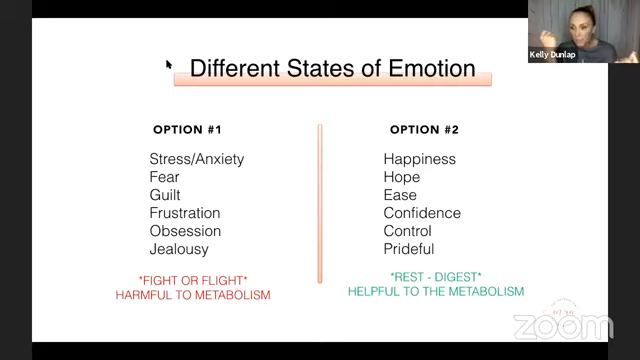 Kelly Dunlap
Different States of Emotion
OPTION #1
Stress/Anxiety
Fear
Guilt
Frustration
Obsession
Jealousy
*FIGHT OR FLIGHT*
HARMFUL TO METABOLISM
OPTION #2
Happiness
Hope
Ease
Confidence
Control
Prideful
*REST - DIGEST*
HELPFUL TO THE METABOLISM
zoom